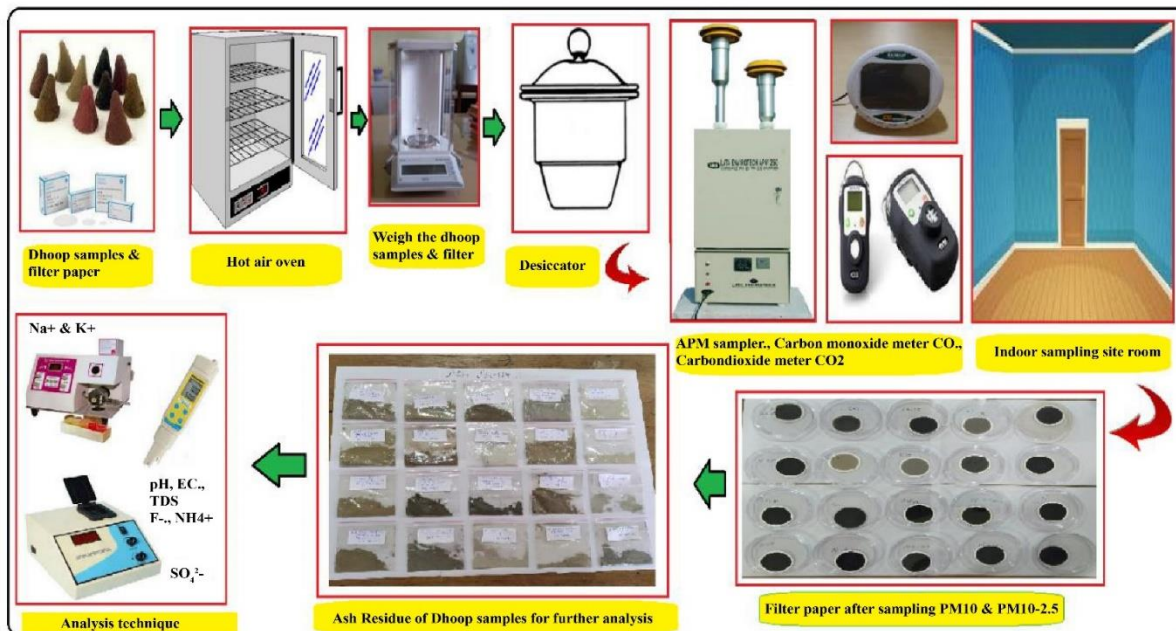 Dhoop samples &
filter paper
Hot air oven
Weigh the dhoop
samples & filter
Desiccator
APM sampler., Carbon monoxide meter CO.,
Carbondioxide meter CO2
Indoor sampling site room
Na+ & K+
pH, EC.,
TDS
F-., NH4+
SO₄²-
Analysis technique
Ash Residue of Dhoop samples for further analysis
Filter paper after sampling PM10 & PM10-2.5